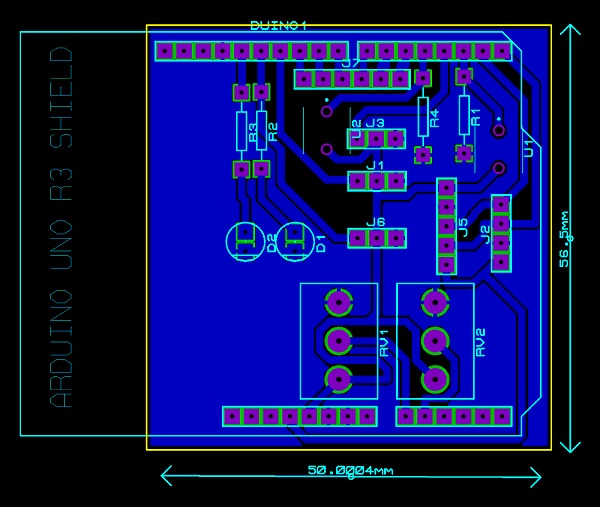 DUINO1
ARDUINO UNO R3 SHIELD
J7
R3
R2
U2
J3
R4
R1
U1
J1
J6
J5
J2
D2
D1
RV1
RV2
56.5mm
50.0004mm